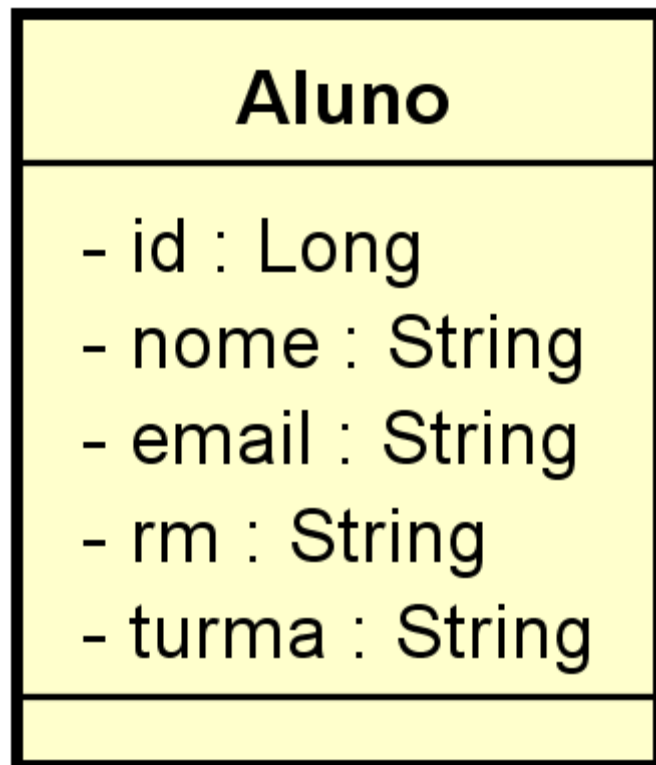 Aluno
- id : Long
- nome : String
- email : String
- rm : String
- turma : String